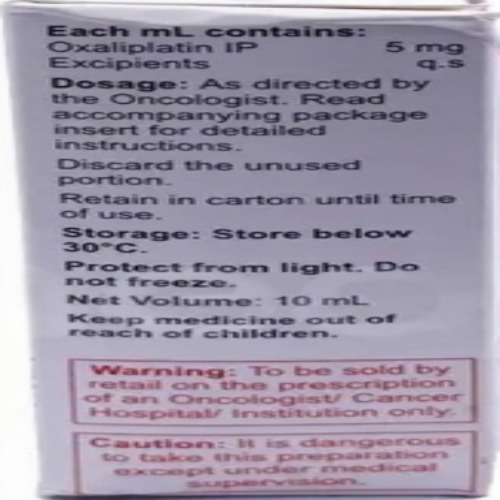 Each mL contains:
Oxaliplatin IP 5 mg
Excipients q.s
Dosage: As directed by
the Oncologist. Read
accompanying package
insert for detailed
instructions.
Discard the unused
portion.
Retain in carton until time
of use.
Storage: Store below
30°C.
Protect from light. Do
not freeze.
Net Volume: 10 mL
Keep medicine out of
reach of children.
Warning: To be sold by
retail on the prescription
of an Oncologist/ Cancer
Hospital/ Institution only.
Caution: It is dangerous
to take this preparation
except under medical
supervision.